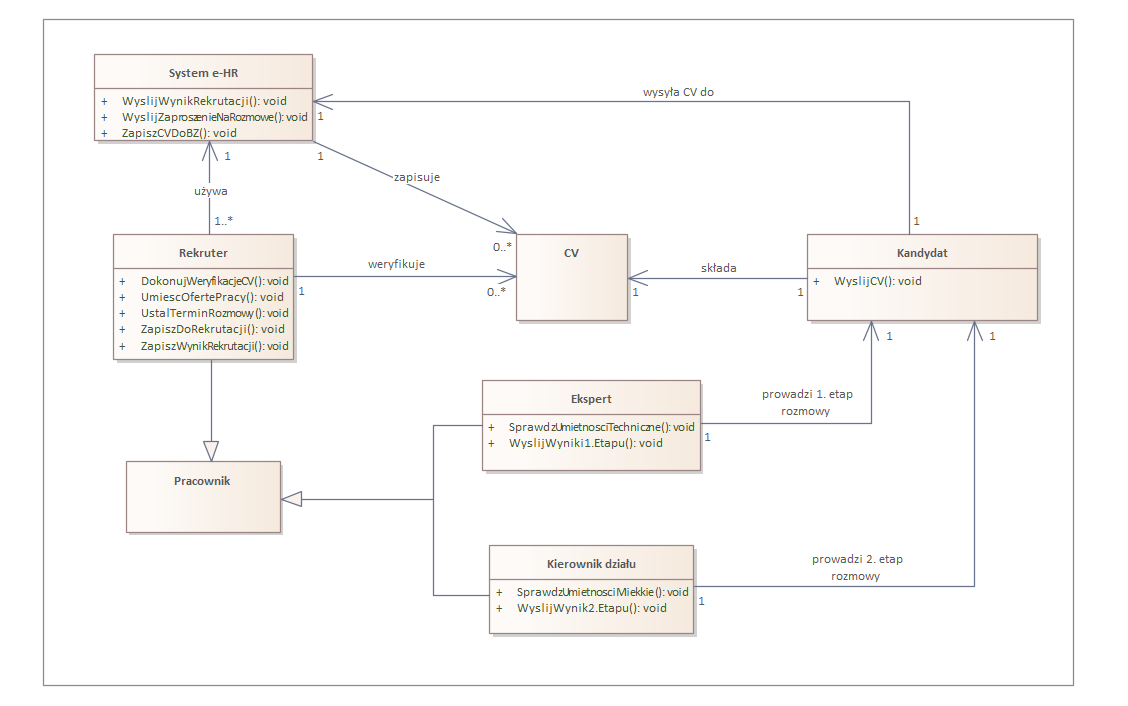 System e-HR
+ WyslijWynikRekrutacji(): void
+ WyslijZaproszenieNaRozmowe(): void
+ ZapiszCVDoBZ(): void
wysyła CV do
1
1
1
zapisuje
używa
1..*
1
0..*
Rekruter
+ DokonujWeryfikacjeCV(): void
+ UmiescOfertePracy(): void
+ UstalTerminRozmowy(): void
+ ZapiszDoRekrutacji(): void
+ ZapiszWynikRekrutacji(): void
weryfikuje
1
0..*
CV
składa
1
1
Kandydat
+ WyslijCV(): void
1
1
Ekspert
+ SprawdzUmietnosciTechniczne(): void
+ WyslijWyniki1.Etapu(): void
prowadzi 1. etap
rozmowy
1
Pracownik
Kierownik działu
+ SprawdzUmietnosciMiekkie(): void
+ WyslijWynik2.Etapu(): void
prowadzi 2. etap
rozmowy
1